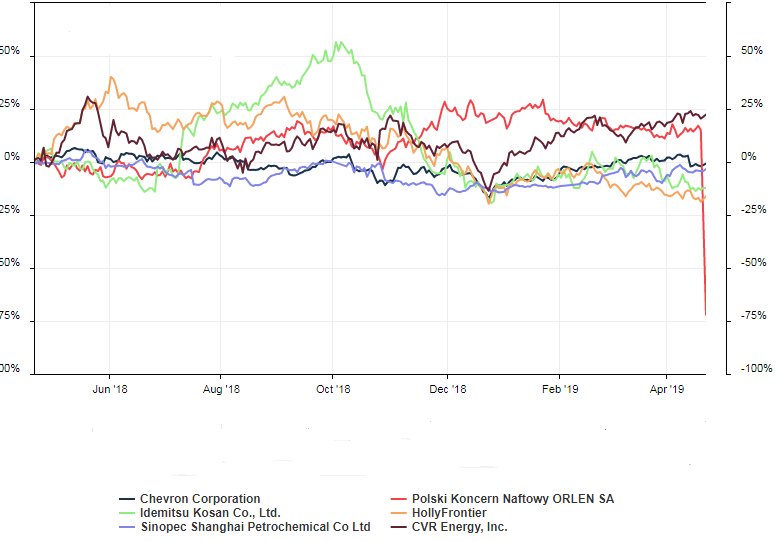 50% 50%
25% 25%
0% 0%
-25% -25%
-50% -50%
-75% -75%
00% -100%
Jun '18 Aug '18 Oct '18 Dec '18 Feb '19 Apr '19
Chevron Corporation Polski Koncern Naftowy ORLEN SA
Idemitsu Kosan Co., Ltd. HollyFrontier
Sinopec Shanghai Petrochemical Co Ltd CVR Energy, Inc.